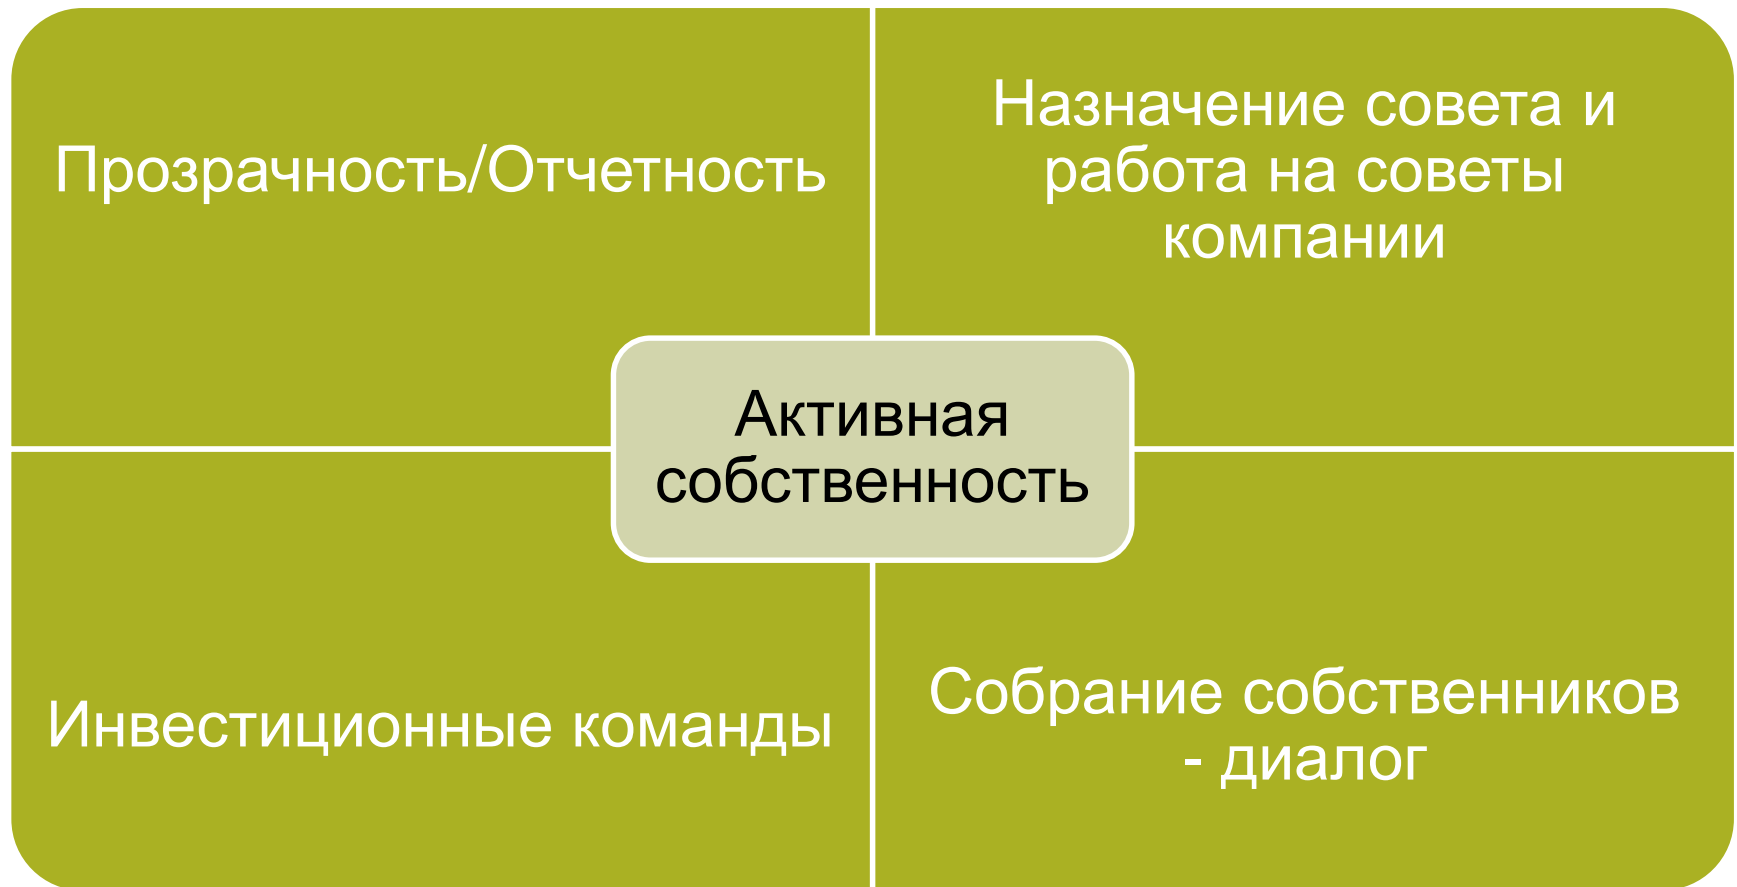 Прозрачность/Отчетность
Назначение совета и
работа на советы
компании
Активная
собственность
Инвестиционные команды
Собрание собственников
- диалог